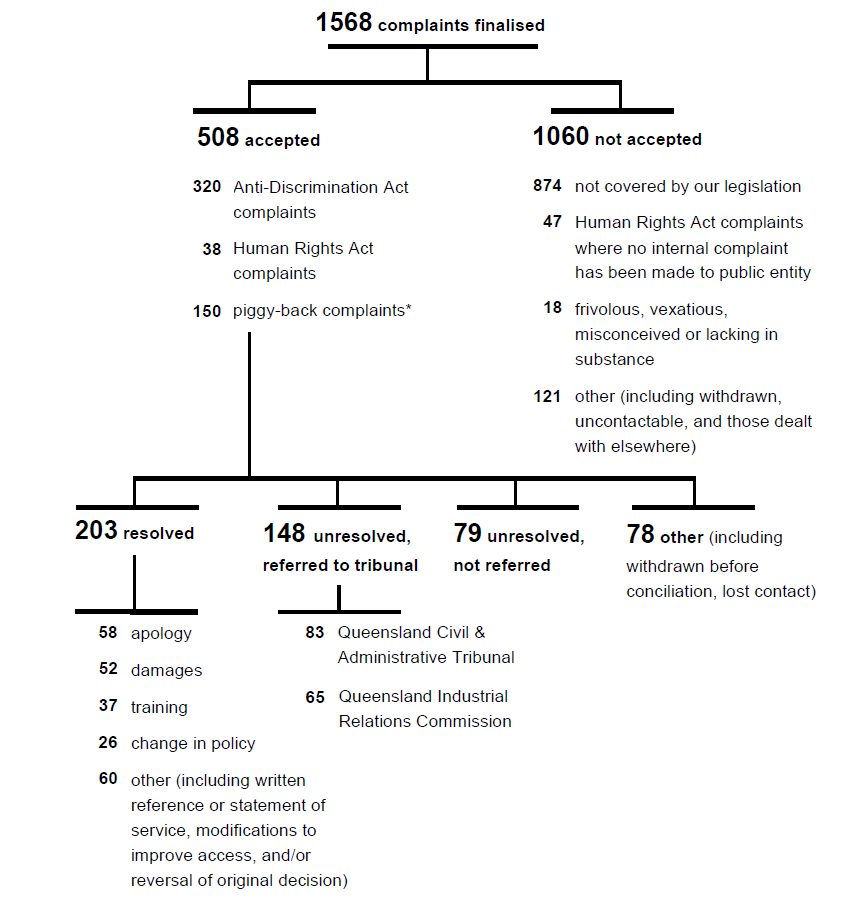 1568 complaints finalised
508 accepted
320 Anti-Discrimination Act
complaints
38 Human Rights Act
complaints
150 piggy-back complaints*
1060 not accepted
874 not covered by our legislation
47 Human Rights Act complaints
where no internal complaint
has been made to public entity
18 frivolous, vexatious,
misconceived or lacking in
substance
121 other (including withdrawn,
uncontactable, and those dealt
with elsewhere)
203 resolved
58 apology
52 damages
37 training
26 change in policy
60 other (including written
reference or statement of
service, modifications to
improve access, and/or
reversal of original decision)
148 unresolved,
referred to tribunal
83 Queensland Civil &
Administrative Tribunal
65 Queensland Industrial
Relations Commission
79 unresolved,
not referred
78 other (including
withdrawn before
conciliation, lost contact)